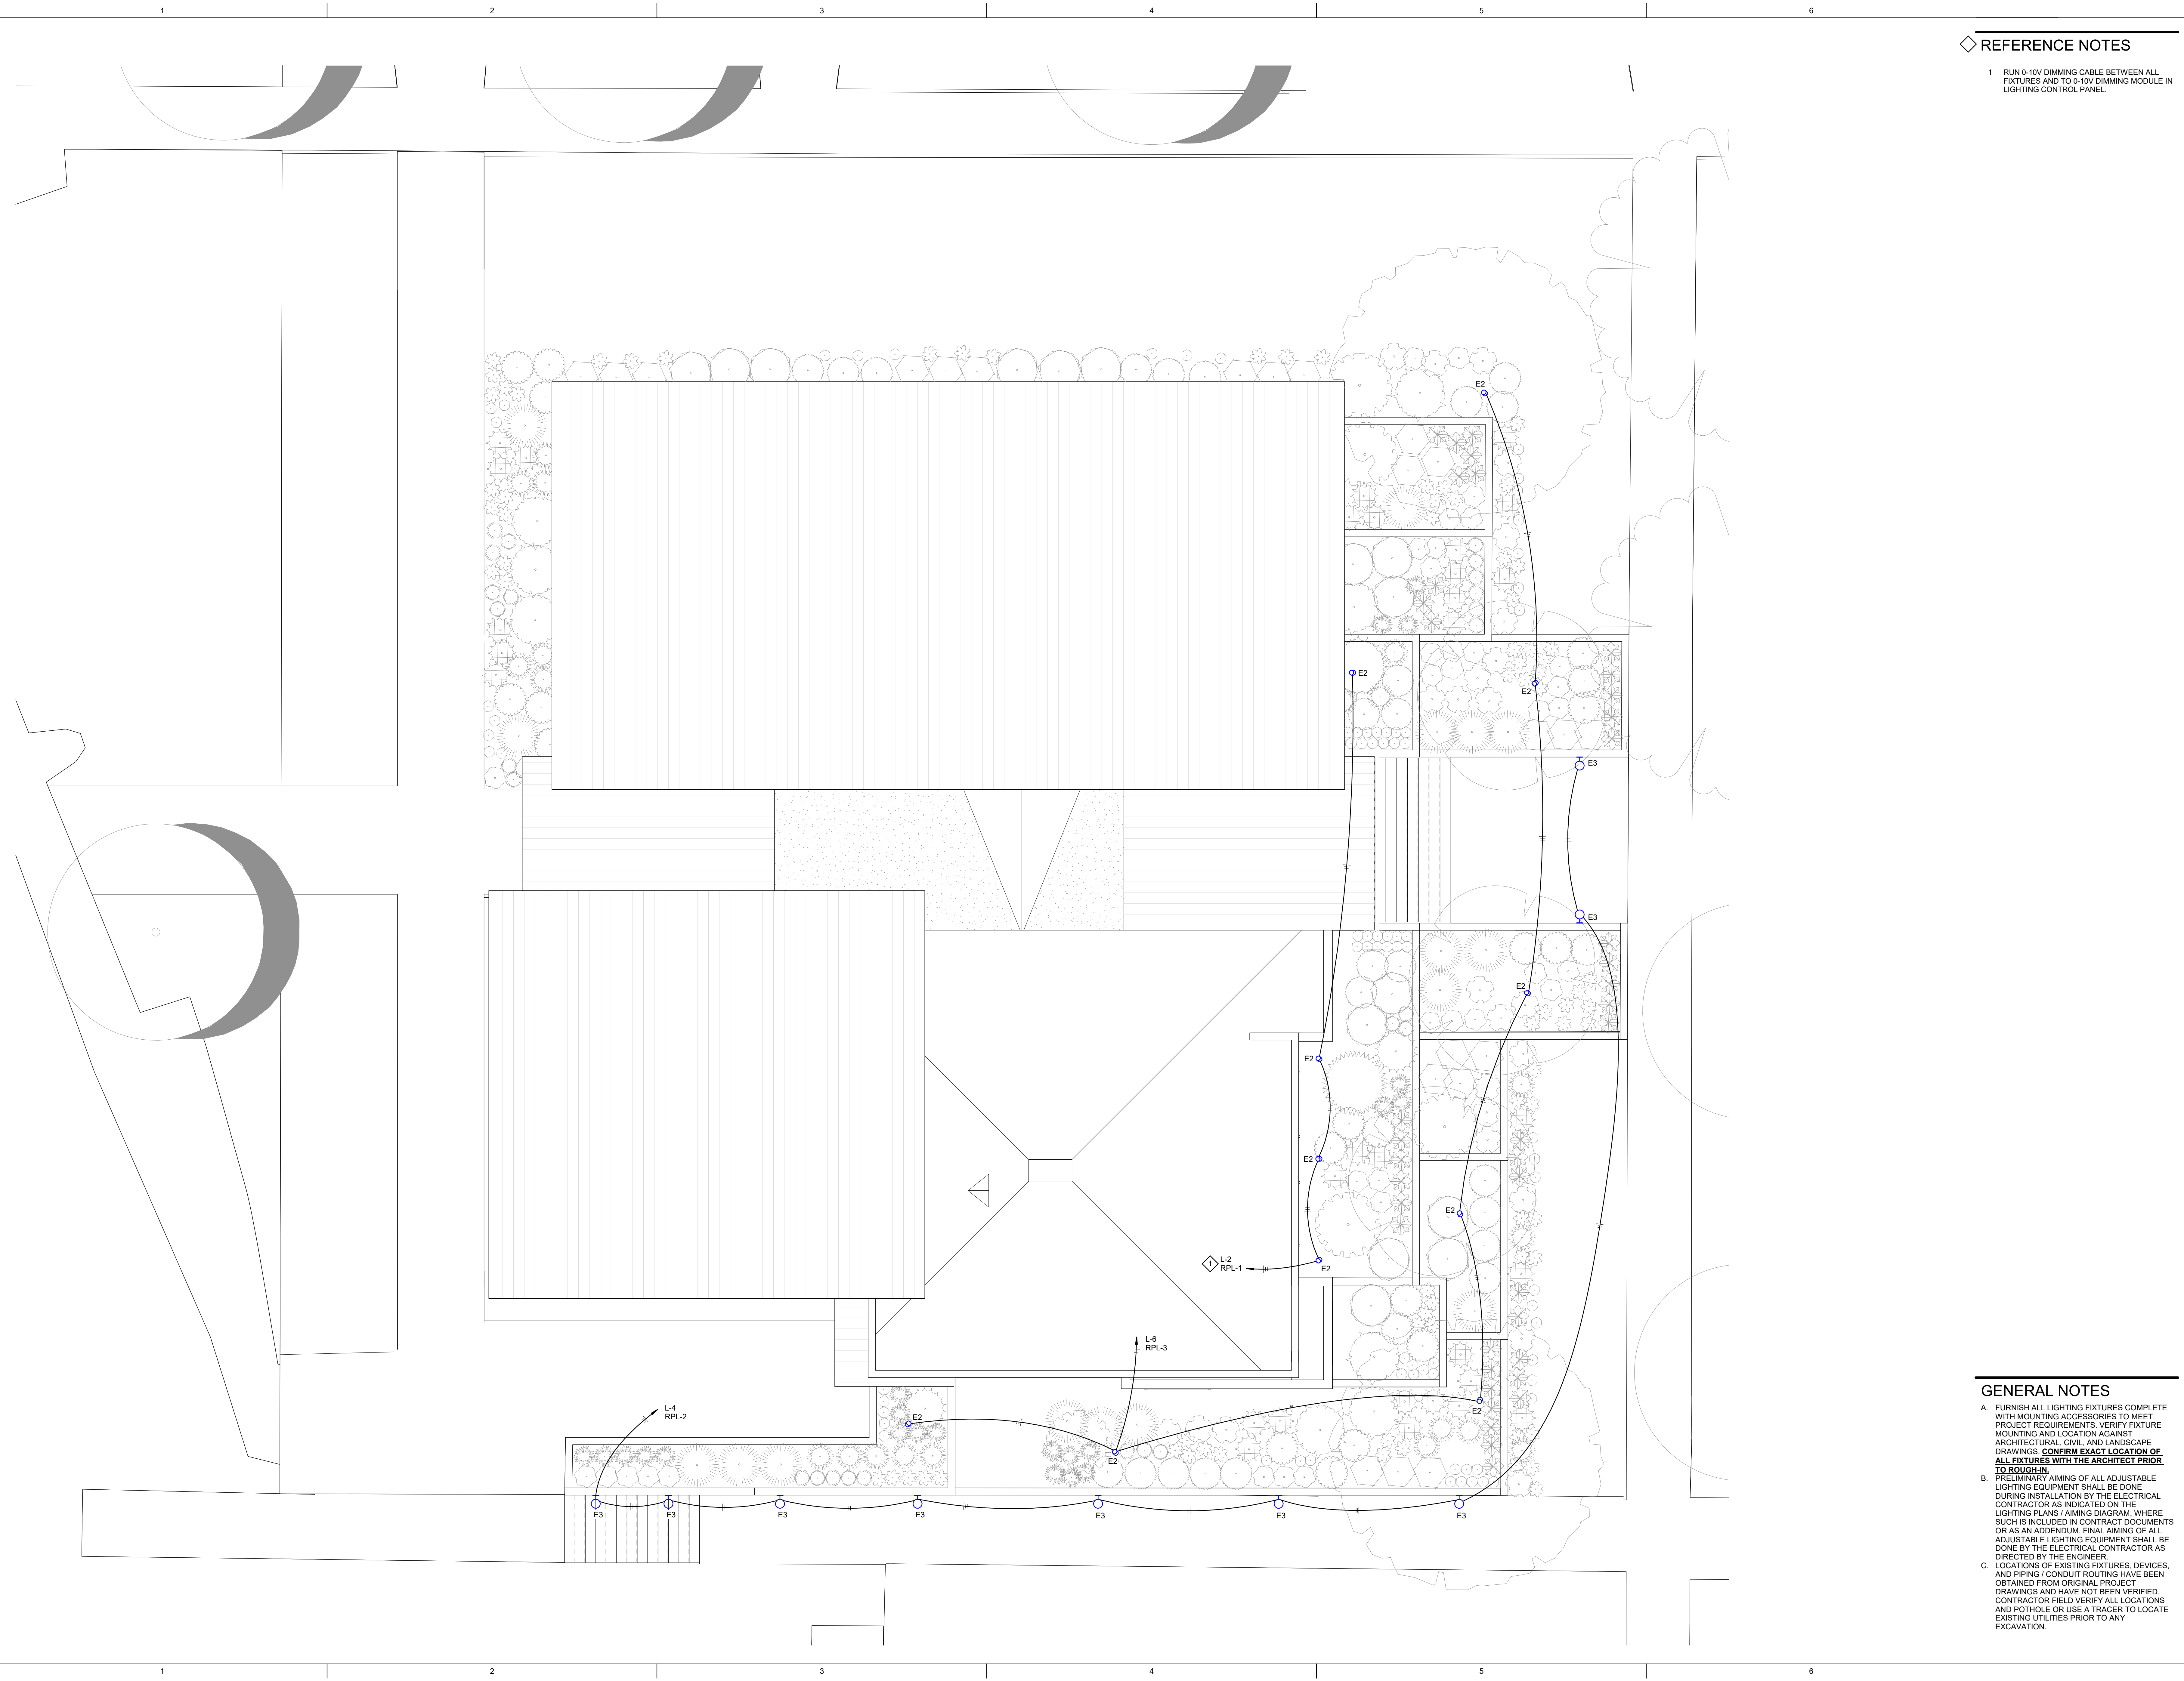 1 2 3 4 5 6
REFERENCE NOTES
1 RUN 0-10V DIMMING CABLE BETWEEN ALL
FIXTURES AND TO 0-10V DIMMING MODULE IN
LIGHTING CONTROL PANEL.
E2
E2
E2
E3
E3
E2
E2
E2
E2
1
L-2
RPL-1
E2
L-6
RPL-3
L-4
RPL-2
E2
E2
E2
E3
E3
E3
E3
E3
E3
E3
GENERAL NOTES
A. FURNISH ALL LIGHTING FIXTURES COMPLETE
WITH MOUNTING ACCESSORIES TO MEET
PROJECT REQUIREMENTS. VERIFY FIXTURE
MOUNTING AND LOCATION AGAINST
ARCHITECTURAL, CIVIL, AND LANDSCAPE
DRAWINGS. CONFIRM EXACT LOCATION OF
ALL FIXTURES WITH THE ARCHITECT PRIOR
TO ROUGH-IN.
B. PRELIMINARY AIMING OF ALL ADJUSTABLE
LIGHTING EQUIPMENT SHALL BE DONE
DURING INSTALLATION BY THE ELECTRICAL
CONTRACTOR AS INDICATED ON THE
LIGHTING PLANS / AIMING DIAGRAM, WHERE
SUCH IS INCLUDED IN CONTRACT DOCUMENTS
OR AS AN ADDENDUM. FINAL AIMING OF ALL
ADJUSTABLE LIGHTING EQUIPMENT SHALL BE
DONE BY THE ELECTRICAL CONTRACTOR AS
DIRECTED BY THE ENGINEER.
C. LOCATIONS OF EXISTING FIXTURES, DEVICES,
AND PIPING / CONDUIT ROUTING HAVE BEEN
OBTAINED FROM ORIGINAL PROJECT
DRAWINGS AND HAVE NOT BEEN VERIFIED.
CONTRACTOR FIELD VERIFY ALL LOCATIONS
AND POTHOLE OR USE A TRACER TO LOCATE
EXISTING UTILITIES PRIOR TO ANY
EXCAVATION.
1 2 3 4 5 6